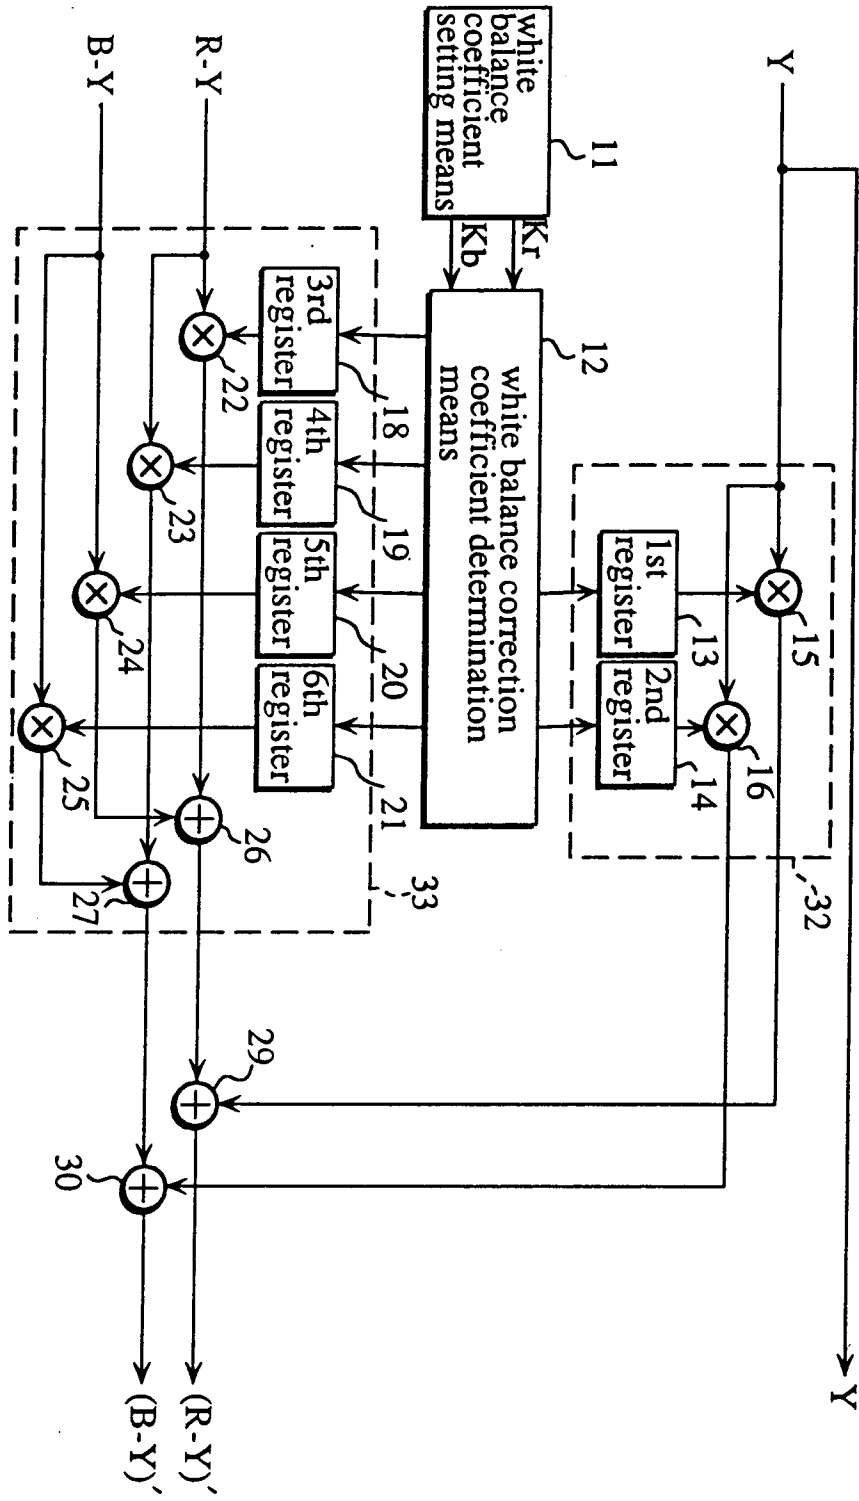 Y
Y
32
15
16
1st
register
13
2nd
register
14
11
white
balance
coefficient
setting means
Kr
Kb
12
white balance correction
coefficient determination
means
3rd
register
18
4th
register
19
5th
register
20
6th
register
21
33
R-Y
22
23
26
29
(R-Y)′
B-Y
24
25
27
30
(B-Y)′